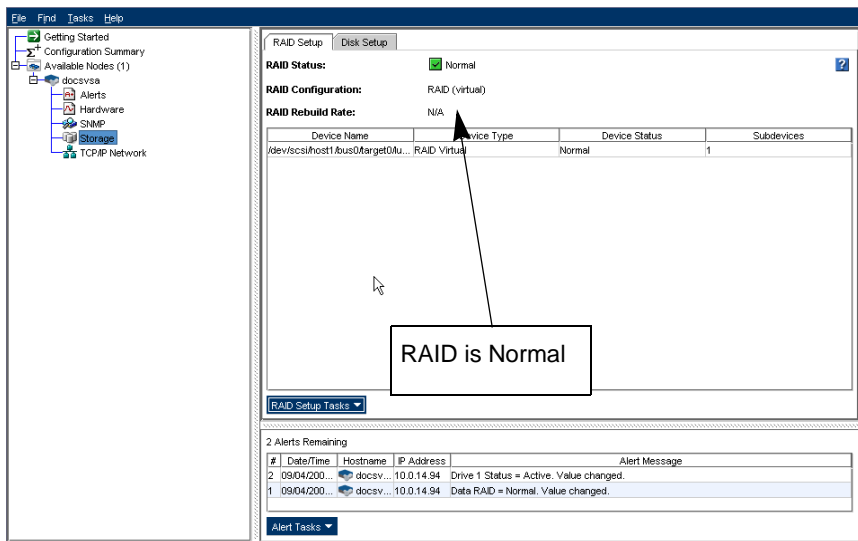 File Find Tasks Help
Getting Started
Configuration Summary
Available Nodes (1)
docsvsa
Alerts
Hardware
SNMP
Storage
TCP/IP Network
RAID Setup Disk Setup
RAID Status: Normal ?
RAID Configuration: RAID (virtual)
RAID Rebuild Rate: N/A
Device Name Device Type Device Status Subdevices
/dev/scsi/host1/bus0/target0/lu... RAID Virtual Normal 1
RAID is Normal
RAID Setup Tasks
2 Alerts Remaining
# Date/Time Hostname IP Address Alert Message
2 09/04/200... docsv... 10.0.14.94 Drive 1 Status = Active. Value changed.
1 09/04/200... docsv... 10.0.14.94 Data RAID = Normal. Value changed.
Alert Tasks